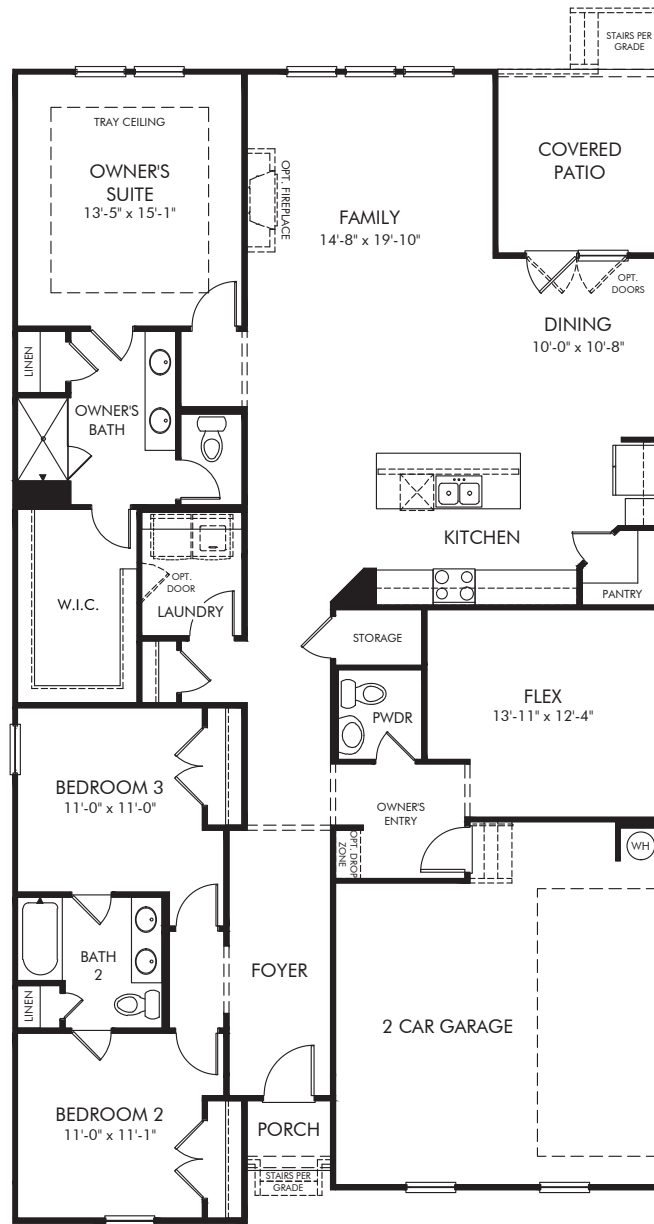 STAIRS PER
GRADE
TRAY CEILING
OWNER'S
SUITE
13'-5" x 15'-1"
OPT. FIREPLACE
FAMILY
14'-8" x 19'-10"
COVERED
PATIO
OPT.
DOORS
DINING
10'-0" x 10'-8"
LINEN
OWNER'S
BATH
KITCHEN
PANTRY
W.I.C.
OPT.
DOOR
LAUNDRY
STORAGE
FLEX
13'-11" x 12'-4"
PWDR
BEDROOM 3
11'-0" x 11'-0"
OWNER'S
ENTRY
OPT. DROP
ZONE
WH
BATH
2
LINEN
FOYER
2 CAR GARAGE
BEDROOM 2
11'-0" x 11'-1"
PORCH
STAIRS PER
GRADE